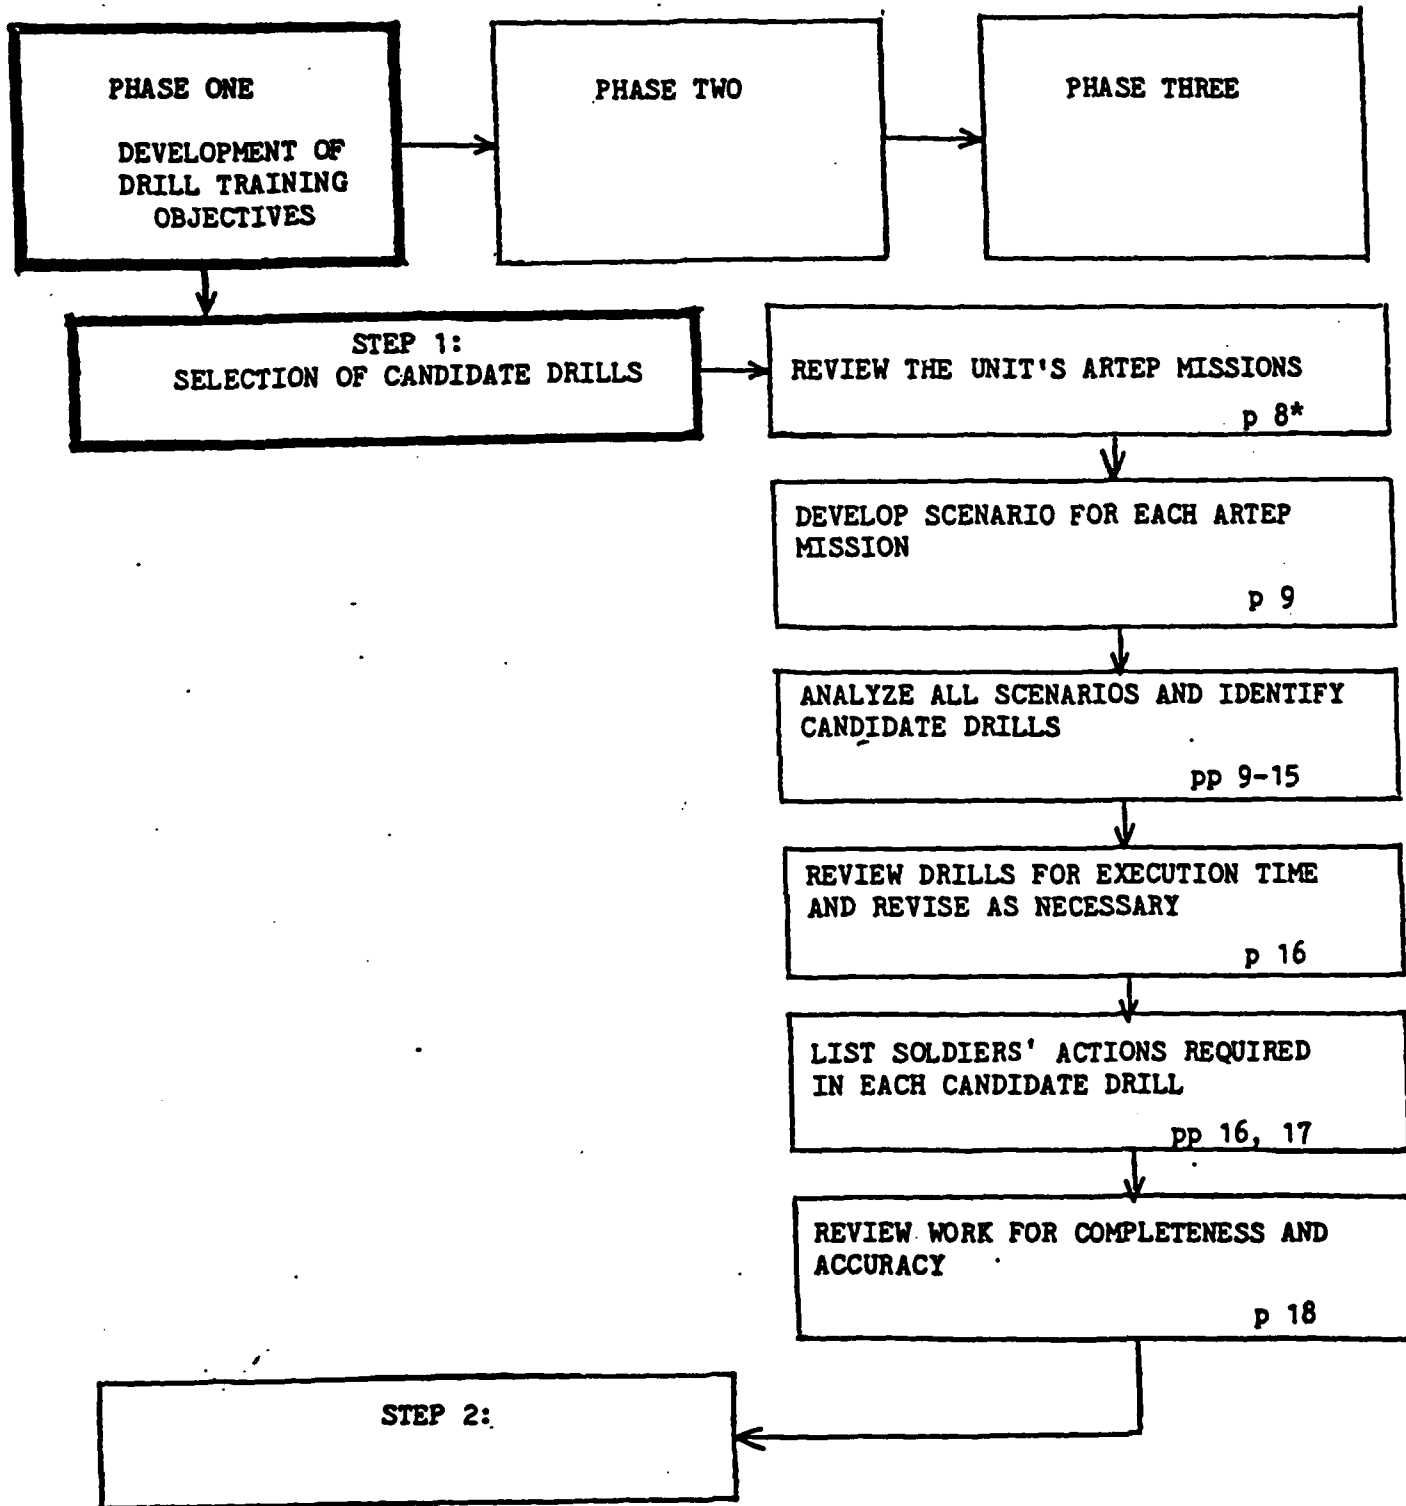 PHASE ONE
DEVELOPMENT OF
DRILL TRAINING
OBJECTIVES
PHASE TWO
PHASE THREE
STEP 1:
SELECTION OF CANDIDATE DRILLS
REVIEW THE UNIT'S ARTEP MISSIONS
p 8*
DEVELOP SCENARIO FOR EACH ARTEP
MISSION
p 9
ANALYZE ALL SCENARIOS AND IDENTIFY
CANDIDATE DRILLS
pp 9-15
REVIEW DRILLS FOR EXECUTION TIME
AND REVISE AS NECESSARY
p 16
LIST SOLDIERS' ACTIONS REQUIRED
IN EACH CANDIDATE DRILL
pp 16, 17
REVIEW WORK FOR COMPLETENESS AND
ACCURACY
p 18
STEP 2: